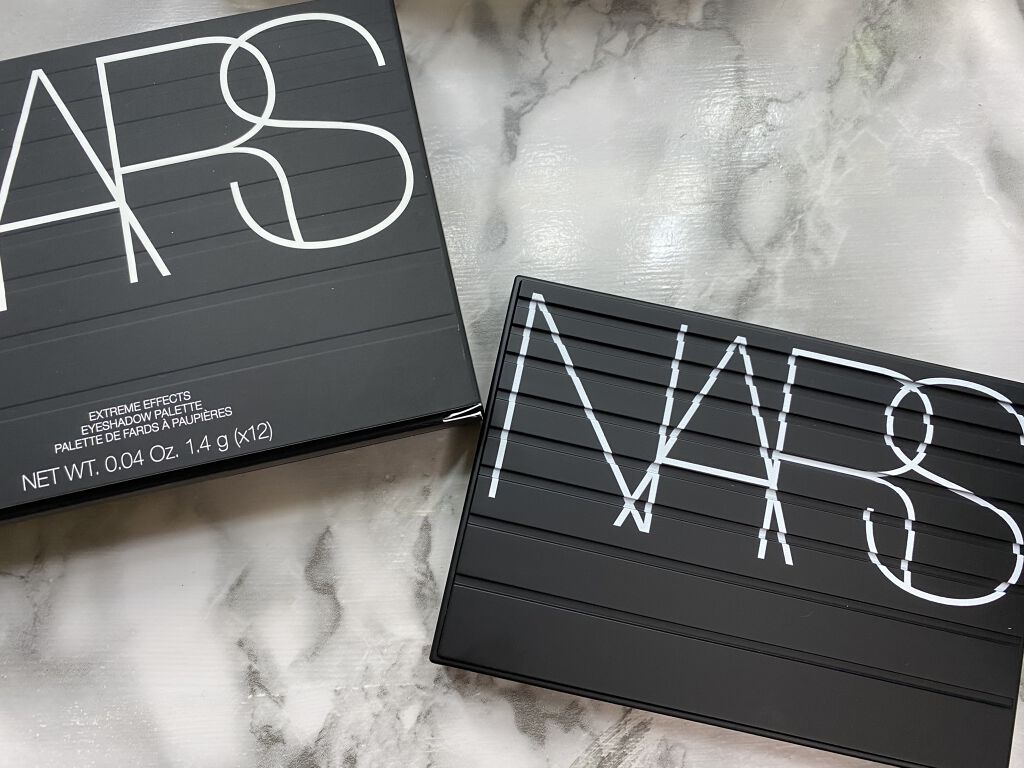 NARS
EXTREME EFFECTS
EYESHADOW PALETTE
PALETTE DE FARDS À PAUPIÈRES
NET WT. 0.04 Oz. 1.4 g (x12)
NARS